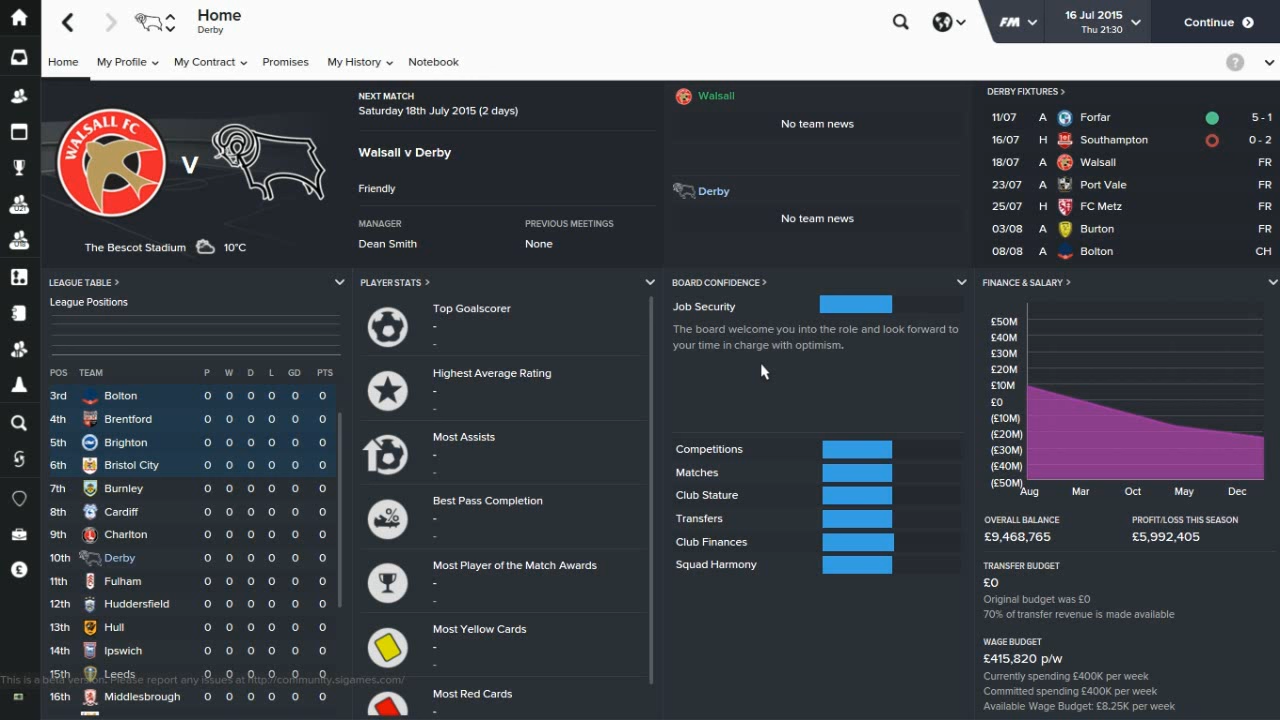 Home
Derby
FM
16 Jul 2015
Thu 21:30
Continue
Home
My Profile
My Contract
Promises
My History
Notebook
?
WALSALL FC
V
The Bescot Stadium
10°C
NEXT MATCH
Saturday 18th July 2015 (2 days)
Walsall v Derby
Friendly
MANAGER
PREVIOUS MEETINGS
Dean Smith
None
Walsall
No team news
Derby
No team news
DERBY FIXTURES >
11/07 A Forfar 5 - 1
16/07 H Southampton 0 - 2
18/07 A Walsall FR
23/07 A Port Vale FR
25/07 H FC Metz FR
03/08 A Burton FR
08/08 A Bolton CH
LEAGUE TABLE >
League Positions
POS TEAM P W D L GD PTS
3rd Bolton 0 0 0 0 0 0
4th Brentford 0 0 0 0 0 0
5th Brighton 0 0 0 0 0 0
6th Bristol City 0 0 0 0 0 0
7th Burnley 0 0 0 0 0 0
8th Cardiff 0 0 0 0 0 0
9th Charlton 0 0 0 0 0 0
10th Derby 0 0 0 0 0 0
11th Fulham 0 0 0 0 0 0
12th Huddersfield 0 0 0 0 0 0
13th Hull 0 0 0 0 0 0
14th Ipswich 0 0 0 0 0 0
15th Leeds 0 0 0 0 0 0
This is a beta version. Please report any issues at http://community.sigames.com/
16th Middlesbrough 0 0 0 0 0 0
PLAYER STATS >
Top Goalscorer
-
-
Highest Average Rating
-
-
Most Assists
-
-
Best Pass Completion
-
-
Most Player of the Match Awards
-
-
Most Yellow Cards
-
-
Most Red Cards
-
BOARD CONFIDENCE >
Job Security
The board welcome you into the role and look forward to
your time in charge with optimism.
Competitions
Matches
Club Stature
Transfers
Club Finances
Squad Harmony
FINANCE & SALARY >
£50M
£40M
£30M
£20M
£10M
£0
(£10M)
(£20M)
(£30M)
(£40M)
(£50M)
Aug Mar Oct May Dec
OVERALL BALANCE
PROFIT/LOSS THIS SEASON
£9,468,765
£5,992,405
TRANSFER BUDGET
£0
Original budget was £0
70% of transfer revenue is made available
WAGE BUDGET
£415,820 p/w
Currently spending £400K per week
Committed spending £400K per week
Available Wage Budget: £8.25K per week